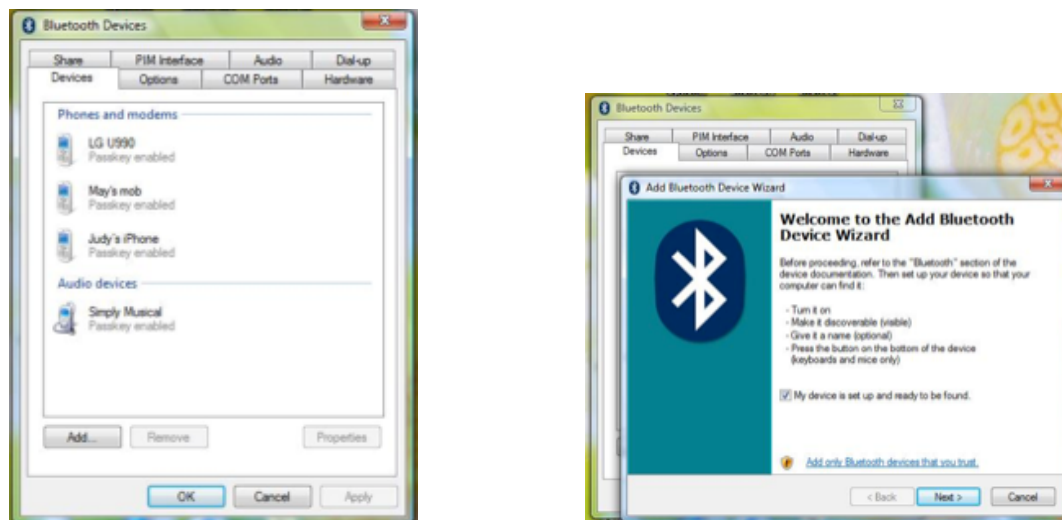 Bluetooth Devices
Share PIM Interface Audio Dial-up
Devices Options COM Ports Hardware
Phones and modems
LG U990
Passkey enabled
May's mob
Passkey enabled
Judy's iPhone
Passkey enabled
Audio devices
Simply Musical
Passkey enabled
Add... Remove Properties
OK Cancel Apply
Bluetooth Devices
Share PIM Interface Audio Dial-up
Devices Options COM Ports Hardware
Add Bluetooth Device Wizard
Welcome to the Add Bluetooth
Device Wizard
Before proceeding, refer to the "Bluetooth" section of the
device documentation. Then set up your device so that your
computer can find it:
- Turn it on
- Make it discoverable (visible)
- Give it a name (optional)
- Press the button on the bottom of the device
(keyboards and mice only)
My device is set up and ready to be found.
Add only Bluetooth devices that you trust.
< Back Next > Cancel